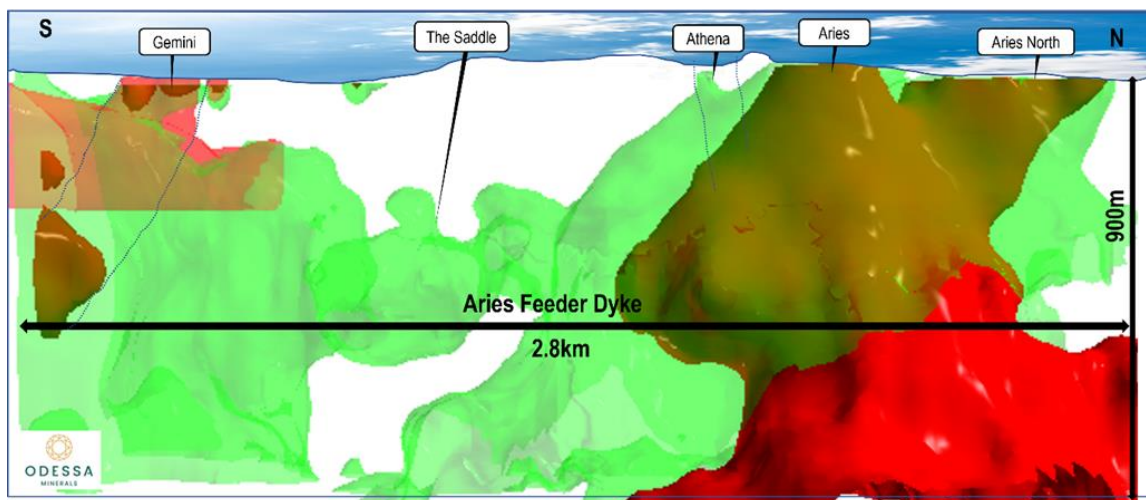 S
N
Gemini
The Saddle
Athena
Aries
Aries North
900m
Aries Feeder Dyke
2.8km
ODESSA
MINERALS